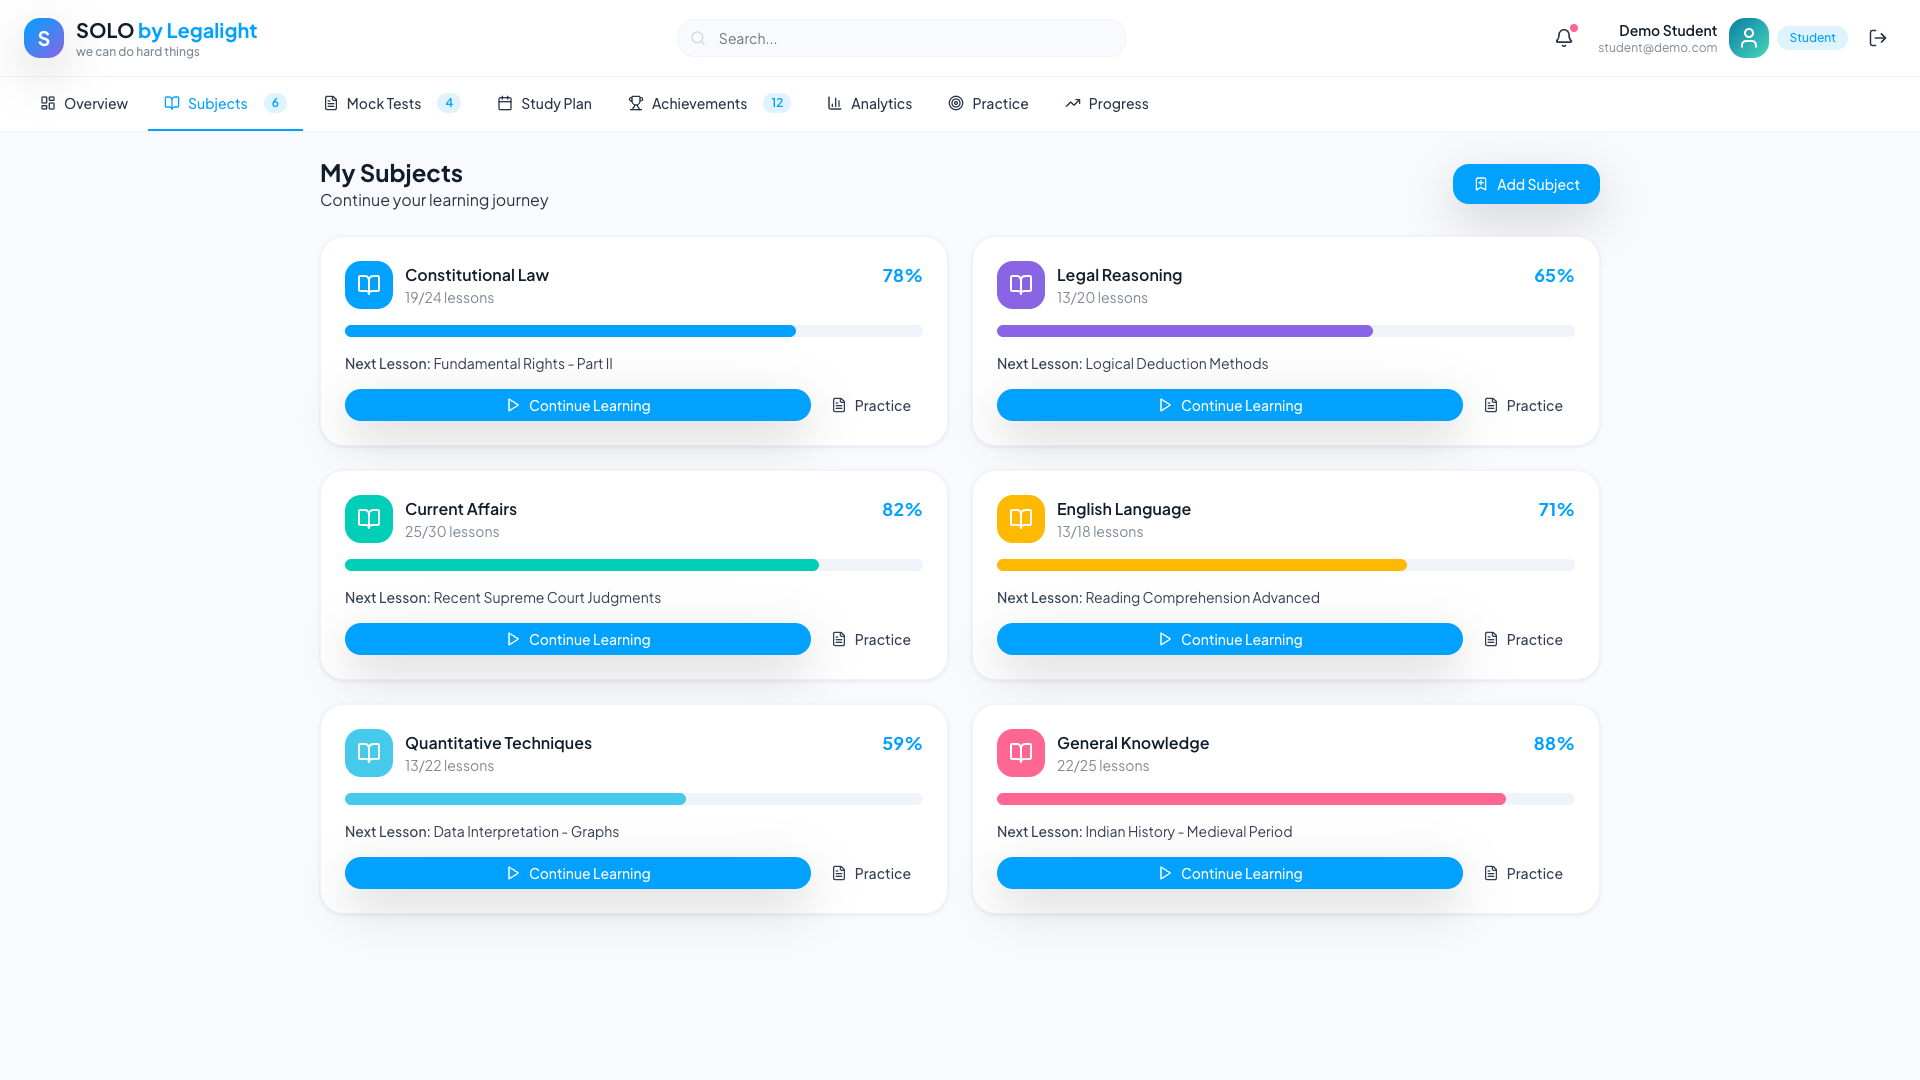 S
SOLO by Legalight
we can do hard things
Search...
Demo Student
student@demo.com
Student
Overview
Subjects 6
Mock Tests 4
Study Plan
Achievements 12
Analytics
Practice
Progress
My Subjects
Continue your learning journey
Add Subject
Constitutional Law 78%
19/24 lessons
Next Lesson: Fundamental Rights - Part II
Continue Learning
Practice
Legal Reasoning 65%
13/20 lessons
Next Lesson: Logical Deduction Methods
Continue Learning
Practice
Current Affairs 82%
25/30 lessons
Next Lesson: Recent Supreme Court Judgments
Continue Learning
Practice
English Language 71%
13/18 lessons
Next Lesson: Reading Comprehension Advanced
Continue Learning
Practice
Quantitative Techniques 59%
13/22 lessons
Next Lesson: Data Interpretation - Graphs
Continue Learning
Practice
General Knowledge 88%
22/25 lessons
Next Lesson: Indian History - Medieval Period
Continue Learning
Practice